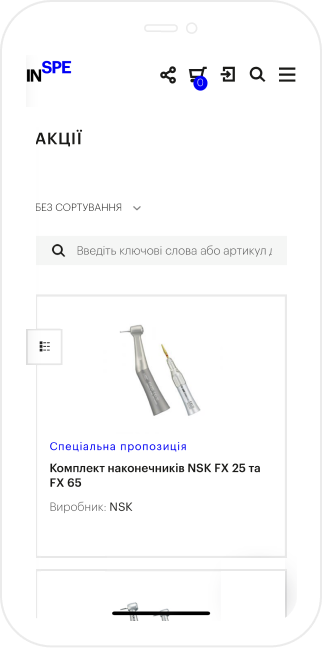 INSPE
0
АКЦІЇ
БЕЗ СОРТУВАННЯ
Введіть ключові слова або артикул д
Спеціальна пропозиція
Комплект наконечників NSK FX 25 та
FX 65
Виробник: NSK